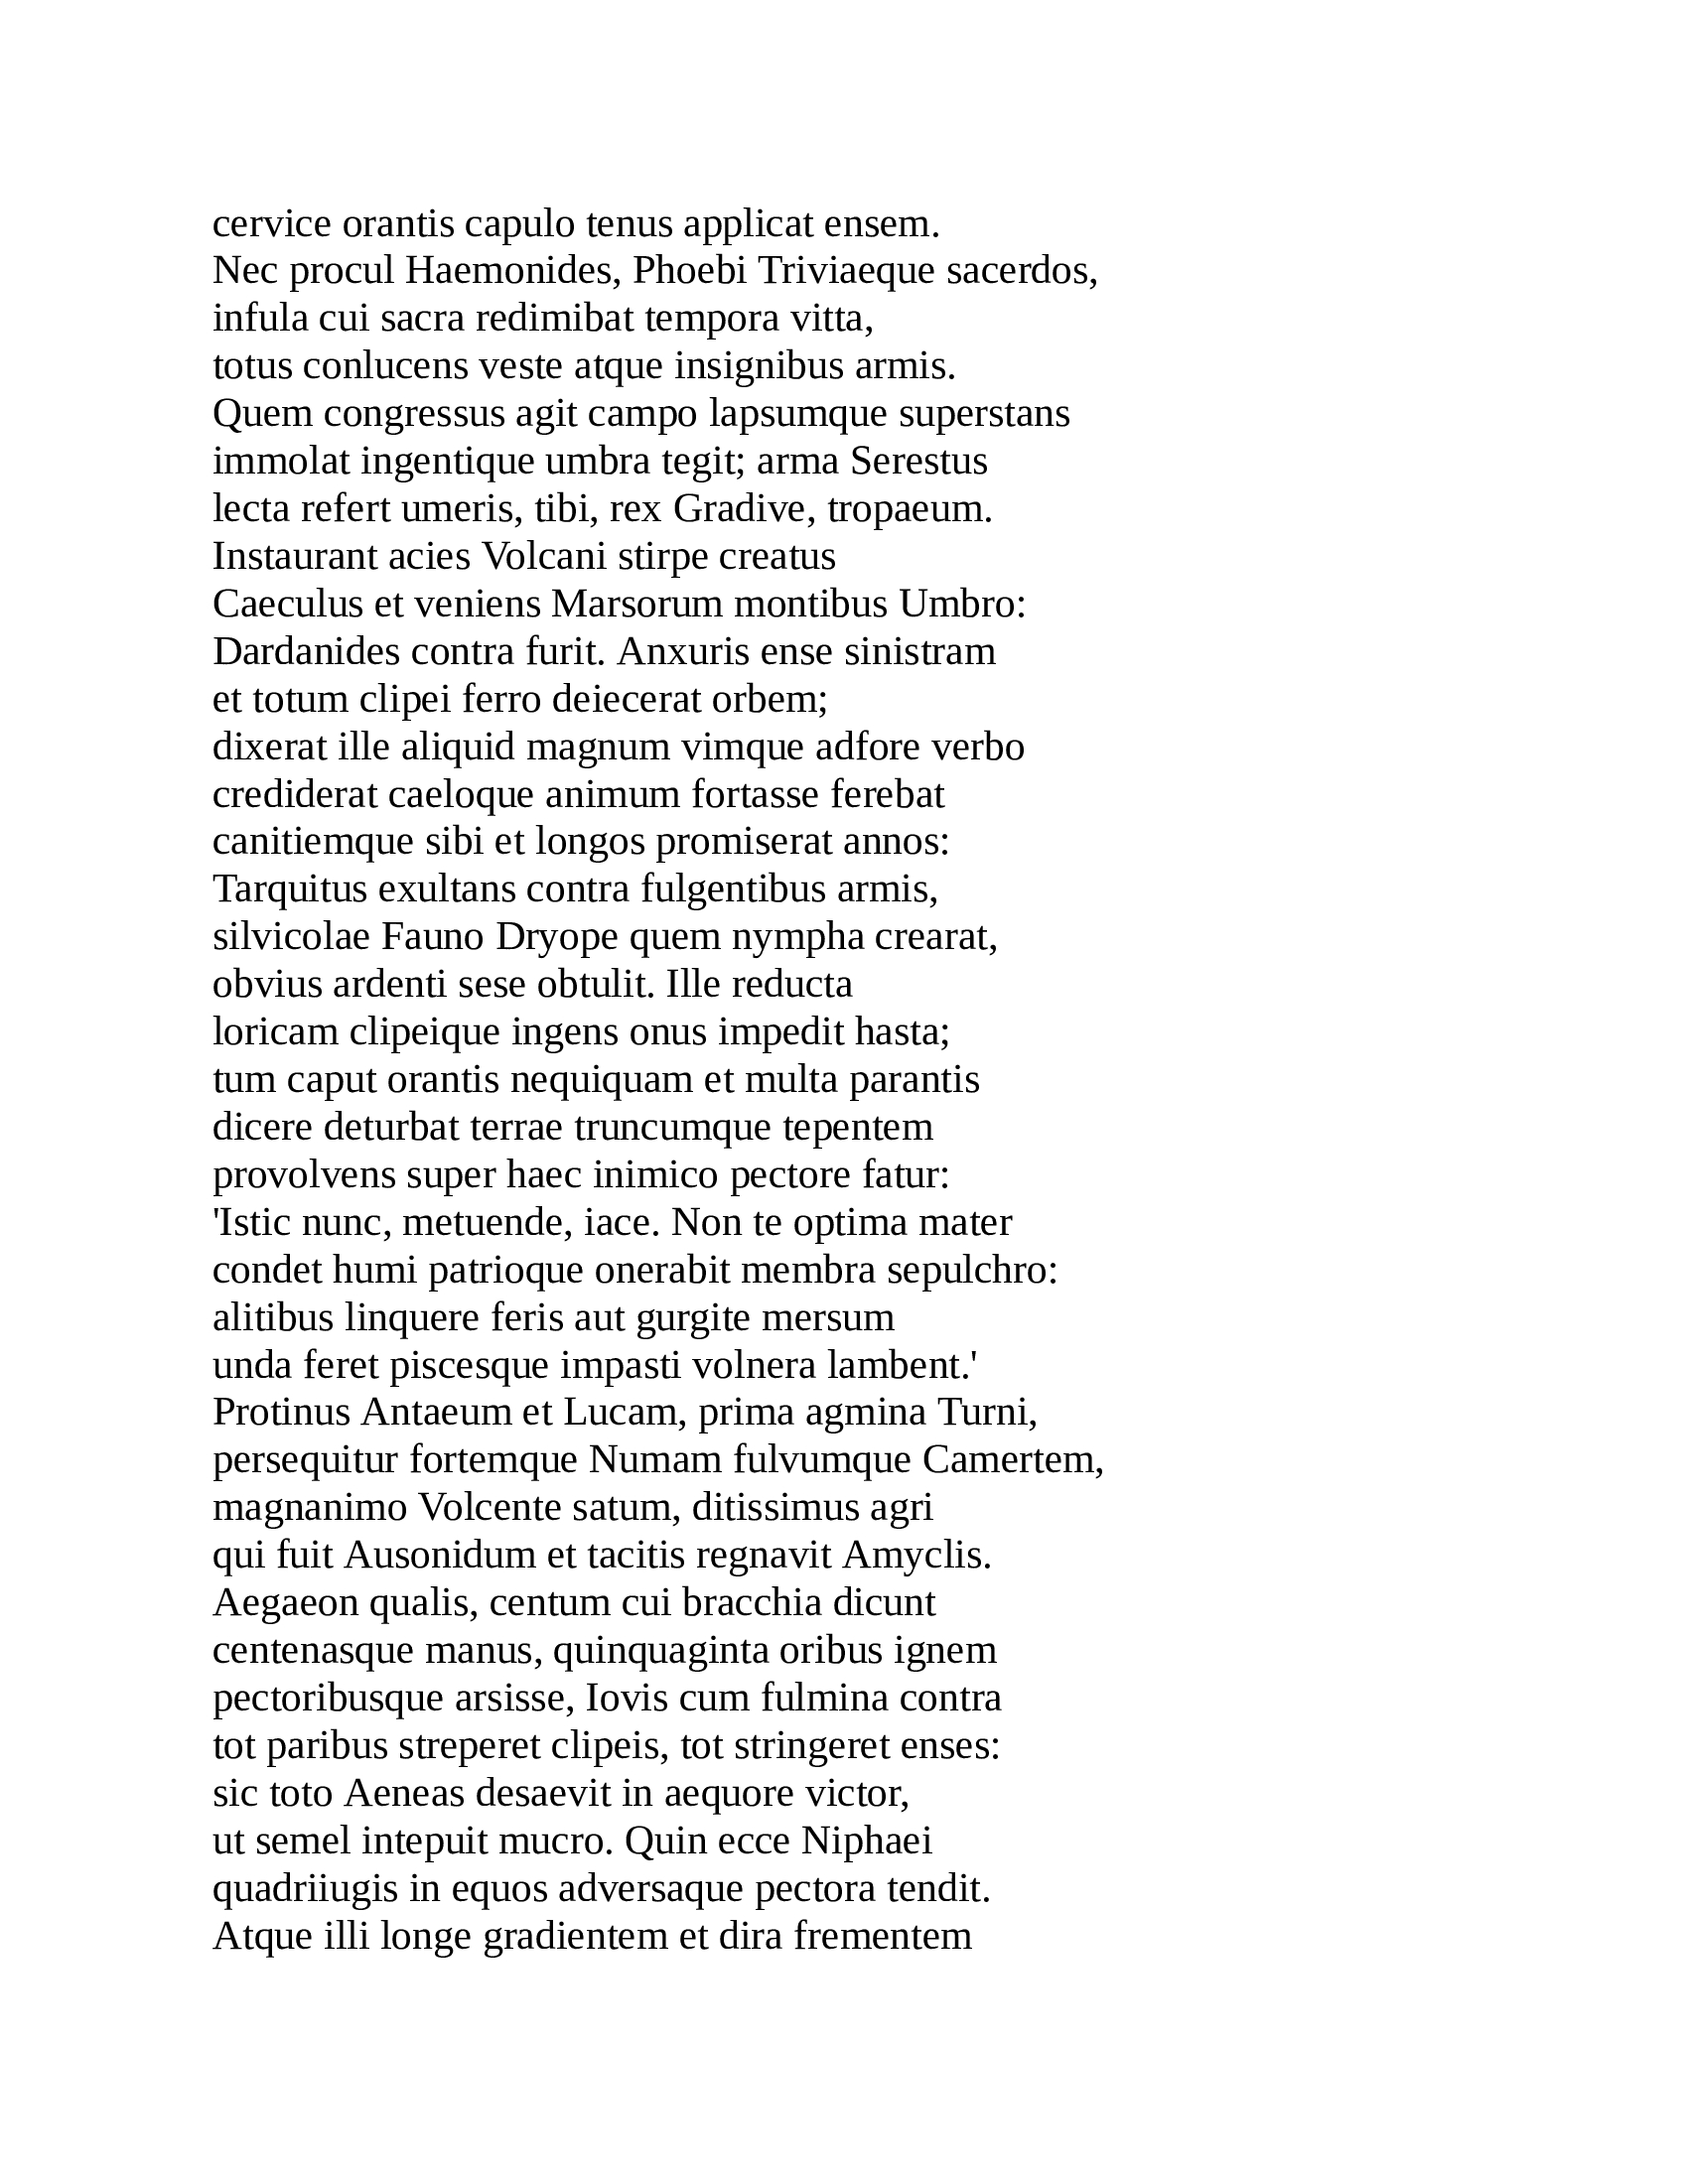 cervice orantis capulo tenus applicat ensem.
Nec procul Haemonides, Phoebi Triviaeque sacerdos,
infula cui sacra redimibat tempora vitta,
totus conlucens veste atque insignibus armis.
Quem congressus agit campo lapsumque superstans
immolat ingentique umbra tegit; arma Serestus
lecta refert umeris, tibi, rex Gradive, tropaeum.
Instaurant acies Volcani stirpe creatus
Caeculus et veniens Marsorum montibus Umbro:
Dardanides contra furit. Anxuris ense sinistram
et totum clipei ferro deiecerat orbem;
dixerat ille aliquid magnum vimque adfore verbo
crediderat caeloque animum fortasse ferebat
canitiemque sibi et longos promiserat annos:
Tarquitus exultans contra fulgentibus armis,
silvicolae Fauno Dryope quem nympha crearat,
obvius ardenti sese obtulit. Ille reducta
loricam clipeique ingens onus impedit hasta;
tum caput orantis nequiquam et multa parantis
dicere deturbat terrae truncumque tepentem
provolvens super haec inimico pectore fatur:
'Istic nunc, metuende, iace. Non te optima mater
condet humi patrioque onerabit membra sepulchro:
alitibus linquere feris aut gurgite mersum
unda feret piscesque impasti volnera lambent.'
Protinus Antaeum et Lucam, prima agmina Turni,
persequitur fortemque Numam fulvumque Camertem,
magnanimo Volcente satum, ditissimus agri
qui fuit Ausonidum et tacitis regnavit Amyclis.
Aegaeon qualis, centum cui bracchia dicunt
centenasque manus, quinquaginta oribus ignem
pectoribusque arsisse, Iovis cum fulmina contra
tot paribus streperet clipeis, tot stringeret enses:
sic toto Aeneas desaevit in aequore victor,
ut semel intepuit mucro. Quin ecce Niphaei
quadriiugis in equos adversaque pectora tendit.
Atque illi longe gradientem et dira frementem